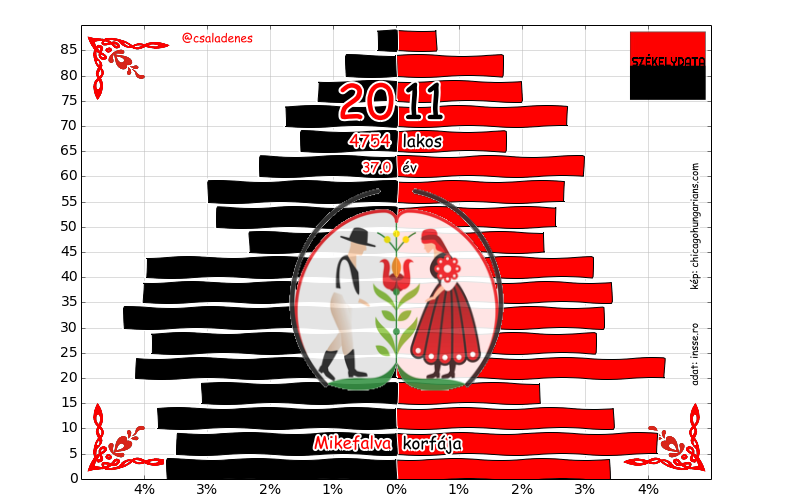 @csaladenes
SZÉKELYDATA
85
80
75
70
65
60
55
50
45
40
35
30
25
20
15
10
5
0
2011
4754 lakos
37.0 év
kép: chicagohungarians.com
adat: insse.ro
Mikefalva korfája
4% 3% 2% 1% 0% 1% 2% 3% 4%